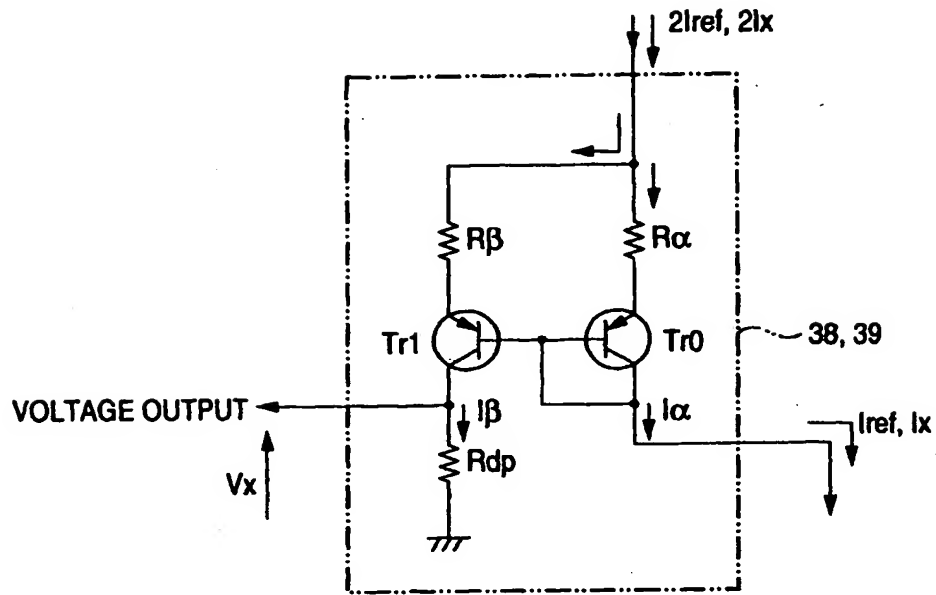 2Iref, 2Ix
Rβ
Rα
Tr1
Tr0
38, 39
VOLTAGE OUTPUT
Iβ
Iα
Iref, Ix
Rdp
Vx